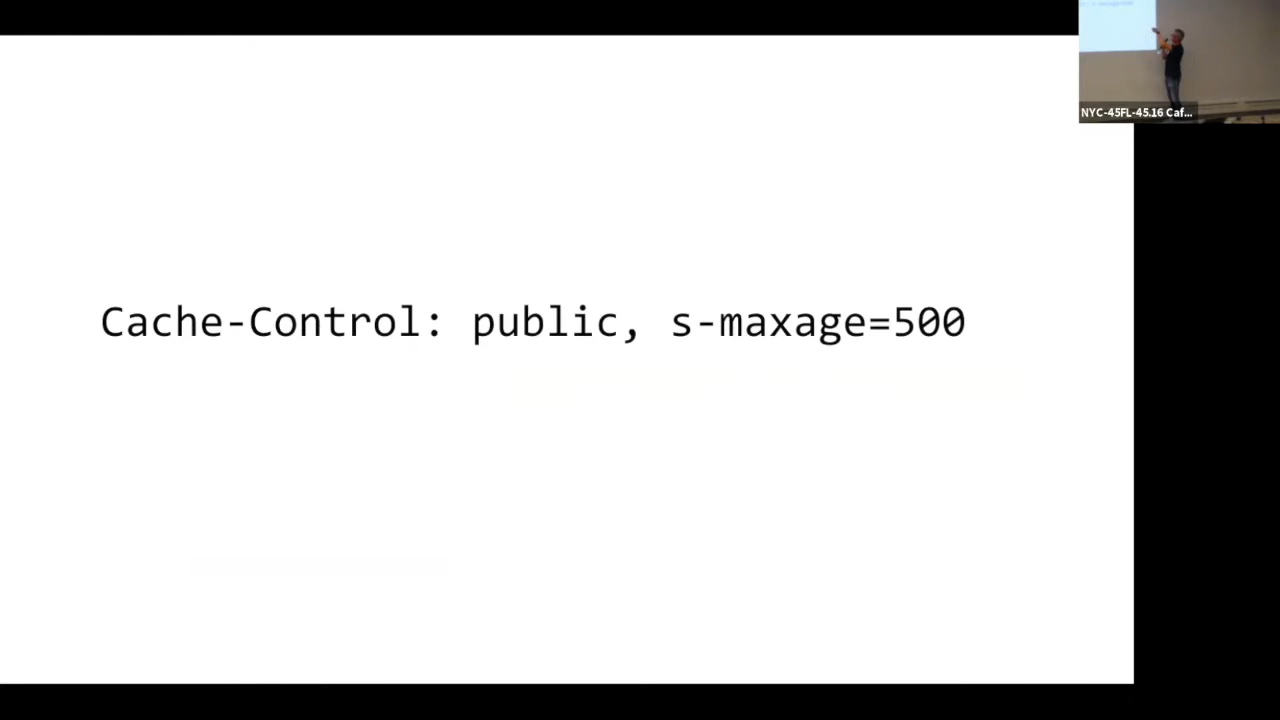 Cache-Control: public, s-maxage=500
NYC-45FL-45.16 Caf...